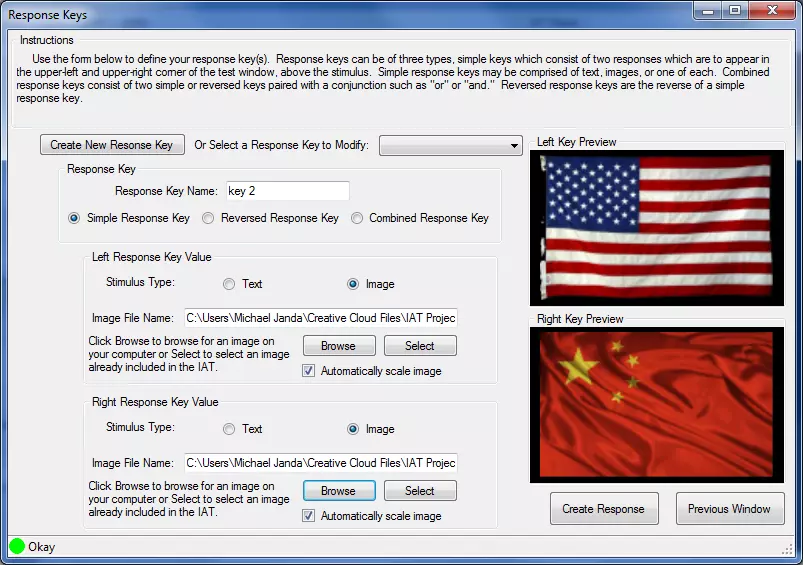 Response Keys
Instructions
Use the form below to define your response key(s).  Response keys can be of three types, simple keys which consist of two responses which are to appear in
the upper-left and upper-right corner of the test window, above the stimulus.  Simple response keys may be comprised of text, images, or one of each.  Combined
response keys consist of two simple or reversed keys paired with a conjunction such as "or" or "and."  Reversed response keys are the reverse of a simple
response key.
Create New Resonse Key
Or Select a Response Key to Modify:
Response Key
Response Key Name:
key 2
Simple Response Key
Reversed Response Key
Combined Response Key
Left Response Key Value
Stimulus Type:
Text
Image
Image File Name:
C:\Users\Michael Janda\Creative Cloud Files\IAT Projec
Click Browse to browse for an image on
your computer or Select to select an image
already included in the IAT.
Browse
Select
Automatically scale image
Right Response Key Value
Stimulus Type:
Text
Image
Image File Name:
C:\Users\Michael Janda\Creative Cloud Files\IAT Projec
Click Browse to browse for an image on
your computer or Select to select an image
already included in the IAT.
Browse
Select
Automatically scale image
Left Key Preview
Right Key Preview
Create Response
Previous Window
Okay